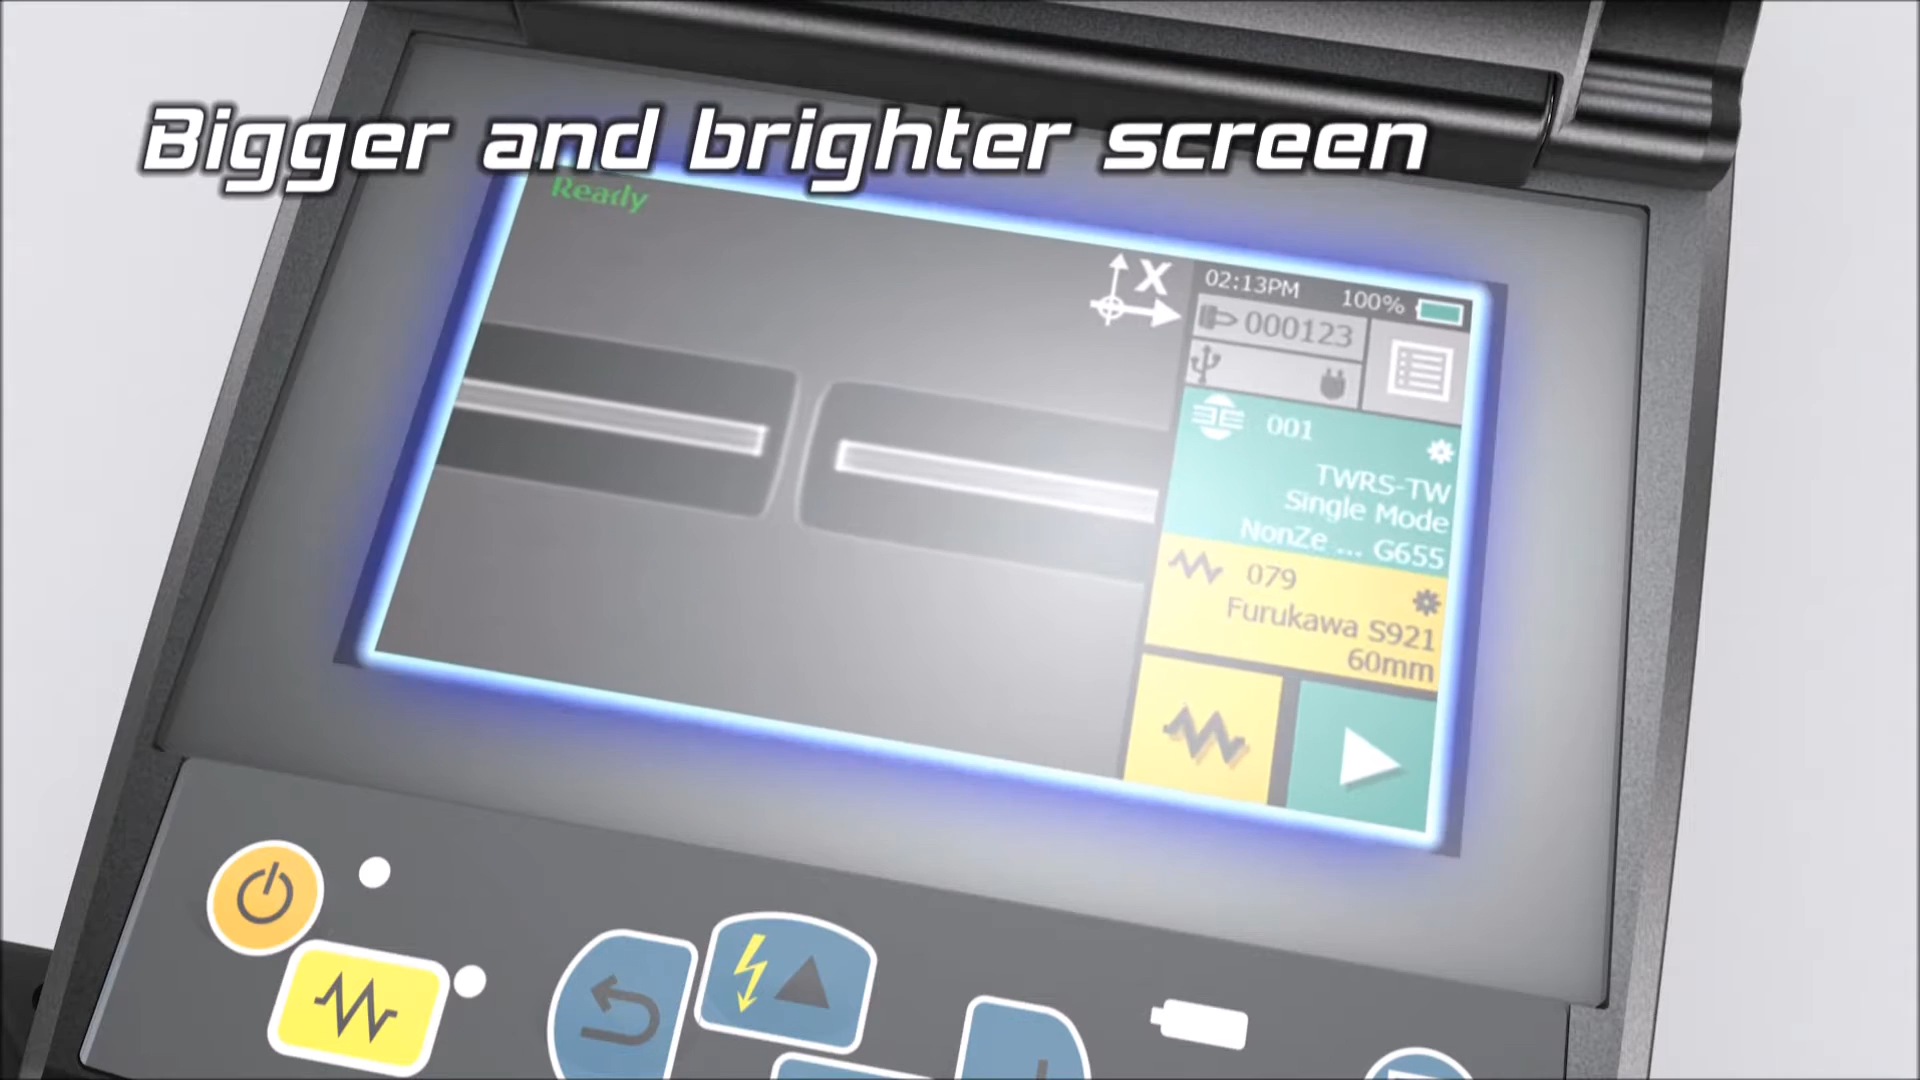 Bigger and brighter screen
Ready
X
02:13PM 100%
000123
001
TWRS-TW
Single Mode
NonZe ... G655
079
Furukawa S921
60mm